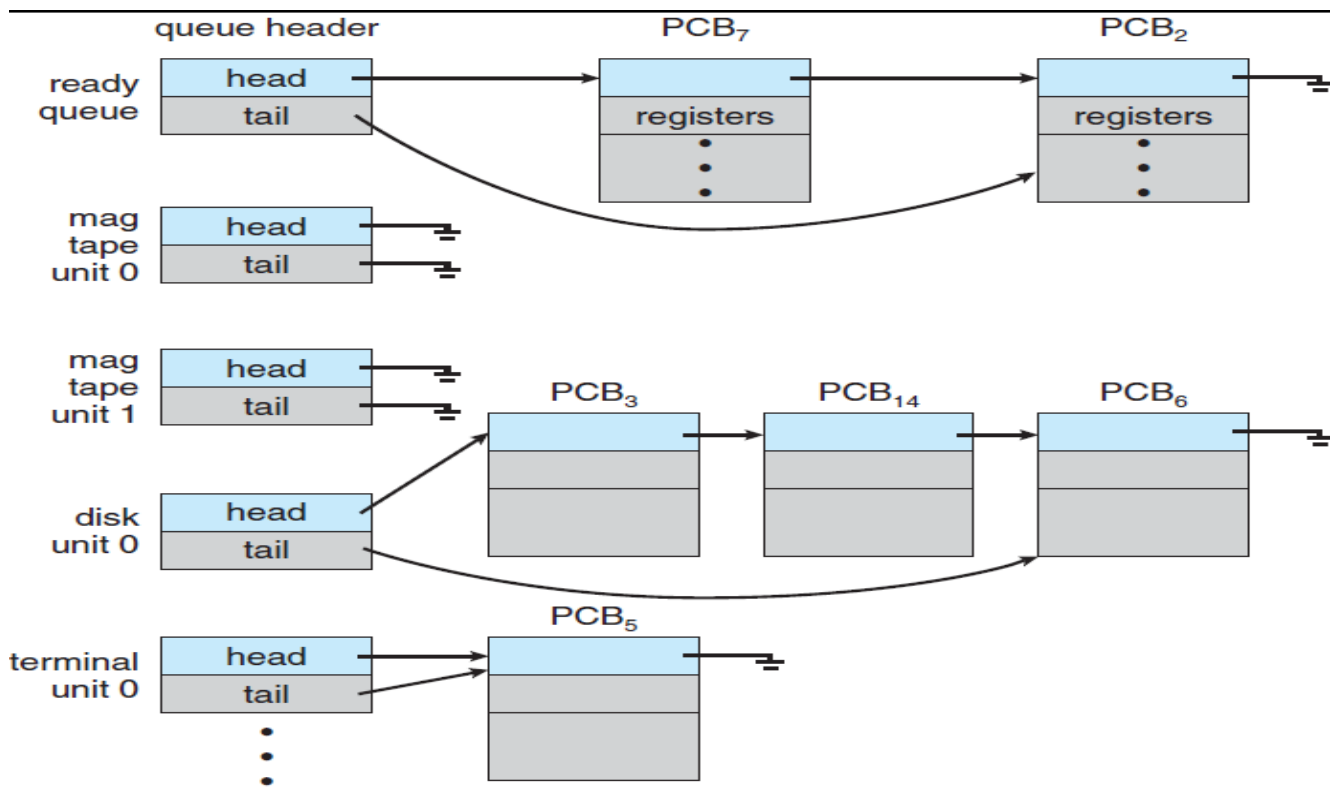 queue header
PCB₇
PCB₂
ready
queue
head
tail
registers
registers
mag
tape
unit 0
head
tail
mag
tape
unit 1
head
tail
PCB₃
PCB₁₄
PCB₆
disk
unit 0
head
tail
PCB₅
terminal
unit 0
head
tail